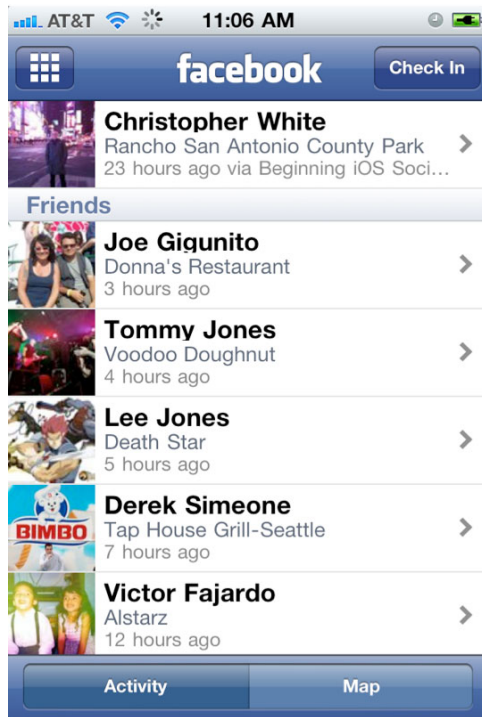 AT&T 11:06 AM
facebook
Check In
Christopher White
Rancho San Antonio County Park
23 hours ago via Beginning iOS Soci...
Friends
Joe Gigunito
Donna's Restaurant
3 hours ago
Tommy Jones
Voodoo Doughnut
4 hours ago
Lee Jones
Death Star
5 hours ago
BIMBO
Derek Simeone
Tap House Grill-Seattle
7 hours ago
Victor Fajardo
Alstarz
12 hours ago
Activity
Map